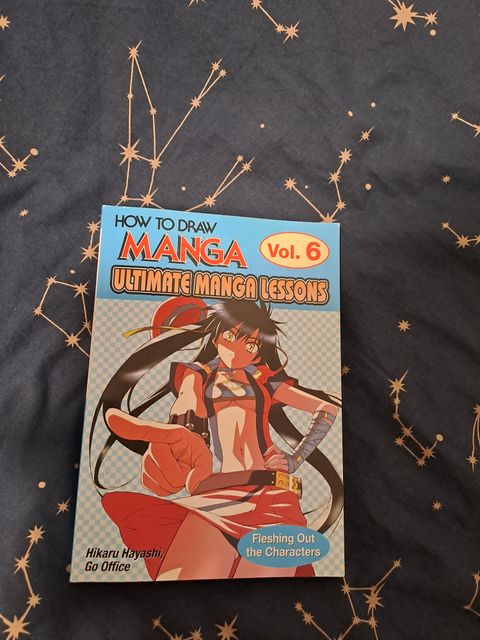 HOW TO DRAW
MANGA
Vol. 6
ULTIMATE MANGA LESSONS
Fleshing Out
the Characters
Hikaru Hayashi,
Go Office